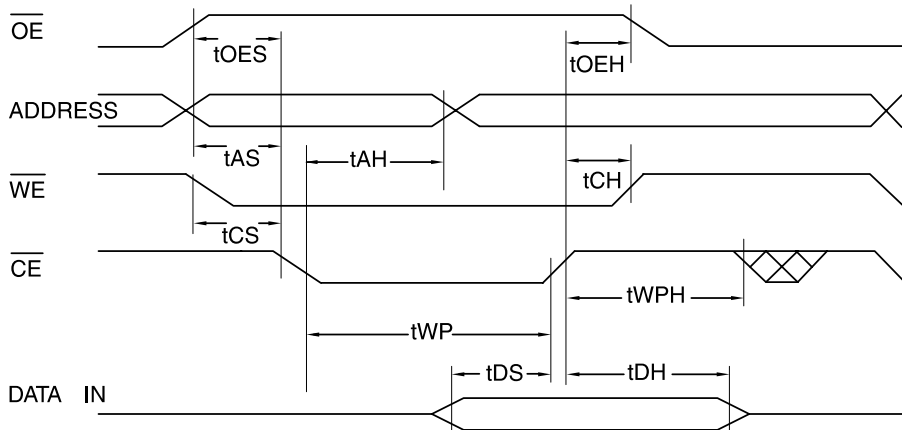 OE
tOES
tOEH
ADDRESS
tAS
tAH
tCH
WE
tCS
CE
tWPH
tWP
tDS
tDH
DATA IN